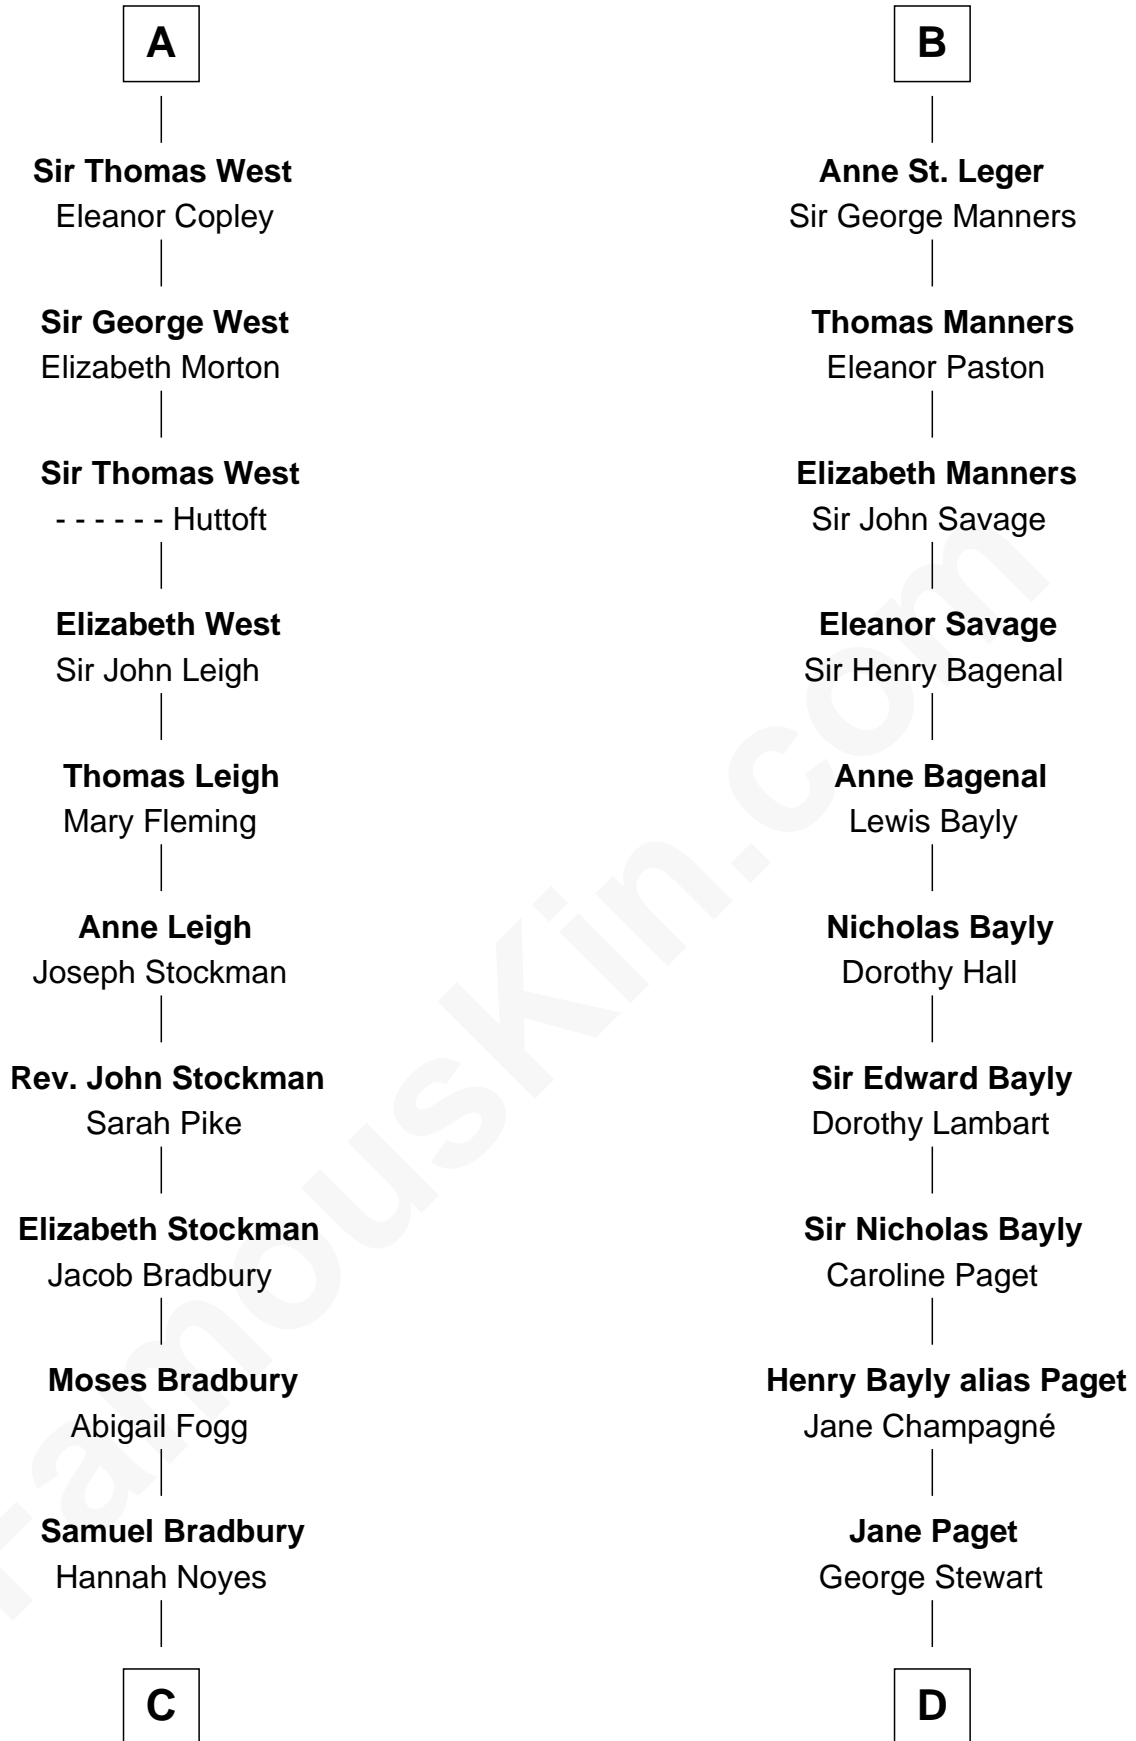 A
Sir Thomas West
Eleanor Copley
Sir George West
Elizabeth Morton
Sir Thomas West
- - - - - - Huttoft
Elizabeth West
Sir John Leigh
Thomas Leigh
Mary Fleming
Anne Leigh
Joseph Stockman
Rev. John Stockman
Sarah Pike
Elizabeth Stockman
Jacob Bradbury
Moses Bradbury
Abigail Fogg
Samuel Bradbury
Hannah Noyes
C
B
Anne St. Leger
Sir George Manners
Thomas Manners
Eleanor Paston
Elizabeth Manners
Sir John Savage
Eleanor Savage
Sir Henry Bagenal
Anne Bagenal
Lewis Bayly
Nicholas Bayly
Dorothy Hall
Sir Edward Bayly
Dorothy Lambart
Sir Nicholas Bayly
Caroline Paget
Henry Bayly alias Paget
Jane Champagné
Jane Paget
George Stewart
D
FamousKin.com